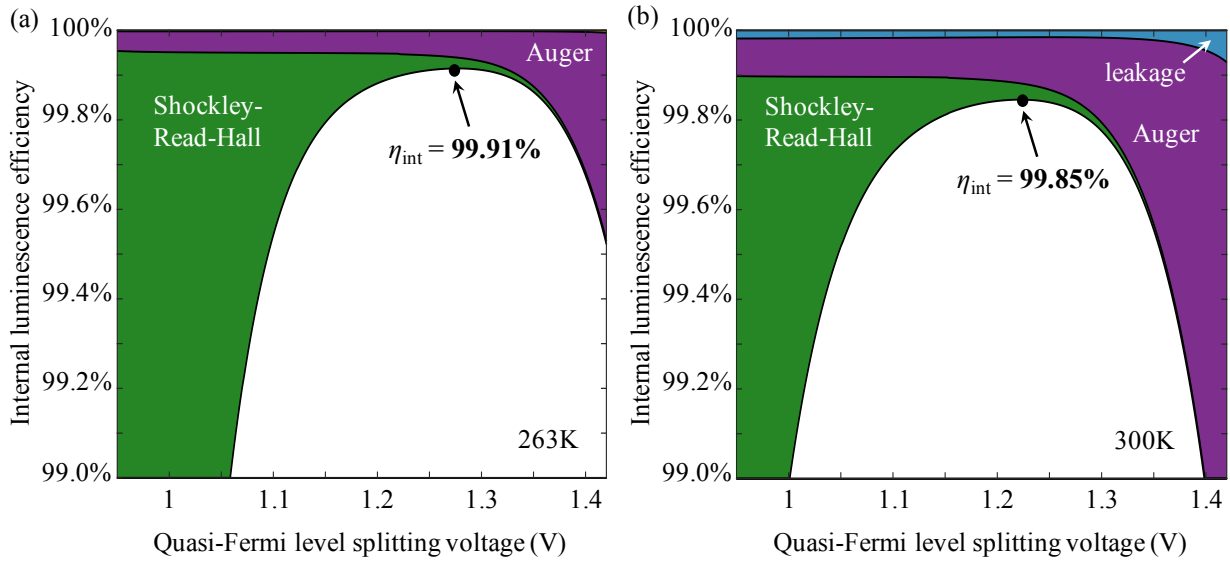 (a)
Internal luminescence efficiency
100%
99.8%
99.6%
99.4%
99.2%
99.0%
Auger
Shockley-
Read-Hall
η_int = 99.91%
263K
1
1.1
1.2
1.3
1.4
Quasi-Fermi level splitting voltage (V)
(b)
Internal luminescence efficiency
100%
99.8%
99.6%
99.4%
99.2%
99.0%
leakage
Shockley-
Read-Hall
Auger
η_int = 99.85%
300K
1
1.1
1.2
1.3
1.4
Quasi-Fermi level splitting voltage (V)